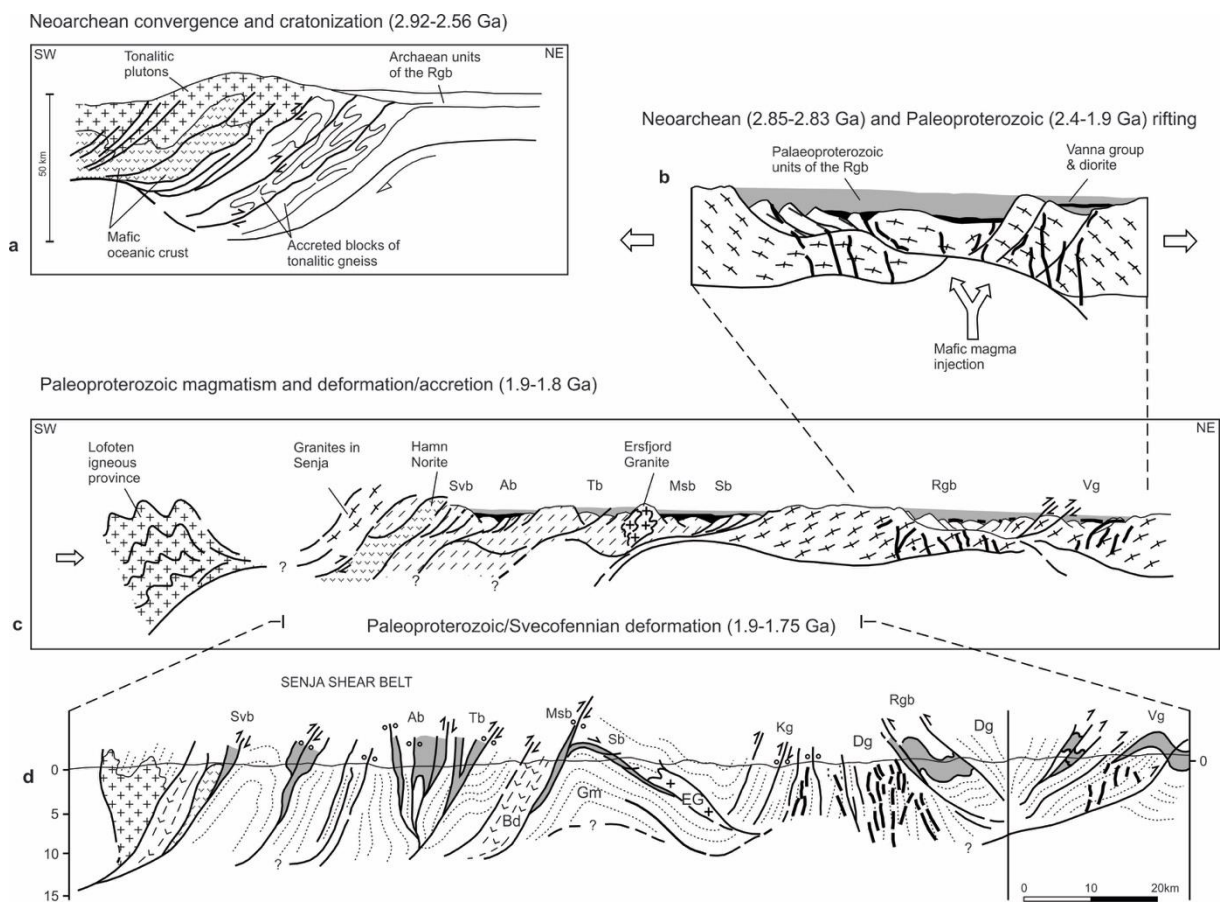 Neoarchean convergence and cratonization (2.92-2.56 Ga)
SW
NE
Tonalitic
plutons
Archaean units
of the Rgb
50 km
Mafic
oceanic crust
Accreted blocks of
tonalitic gneiss
a
Neoarchean (2.85-2.83 Ga) and Paleoproterozoic (2.4-1.9 Ga) rifting
b
Palaeoproterozoic
units of the Rgb
Vanna group
& diorite
Mafic magma
injection
Paleoproterozoic magmatism and deformation/accretion (1.9-1.8 Ga)
SW
NE
Lofoten
igneous
province
Granites in
Senja
Hamn
Norite
Svb
Ab
Tb
Ersfjord
Granite
Msb
Sb
Rgb
Vg
?
?
?
c
Paleoproterozoic/Svecofennian deformation (1.9-1.75 Ga)
SENJA SHEAR BELT
Svb
Ab
Tb
Msb
Sb
Kg
Dg
Rgb
Dg
Vg
d
0
5
10
15
0
Bd
Gm
EG
?
?
?
0
10
20km